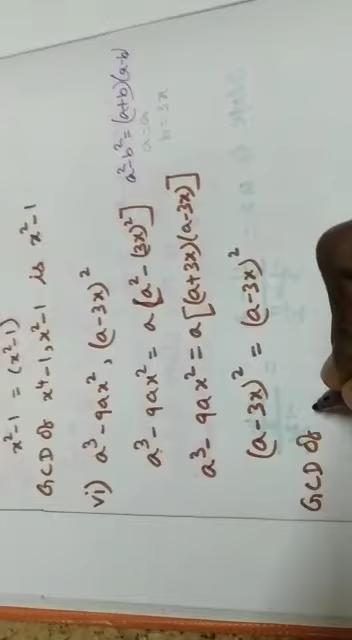 x²-1 = (x²-1)
GCD of x⁴-1, x²-1 is x²-1
vi) a³-9ax², (a-3x)²
a²-b² = (a+b)(a-b)
a=a
b=3x
a³-9ax² = a[a²-(3x)²]
a³-9ax² = a[(a+3x)(a-3x)]
(a-3x)² = (a-3x)²
GCD of